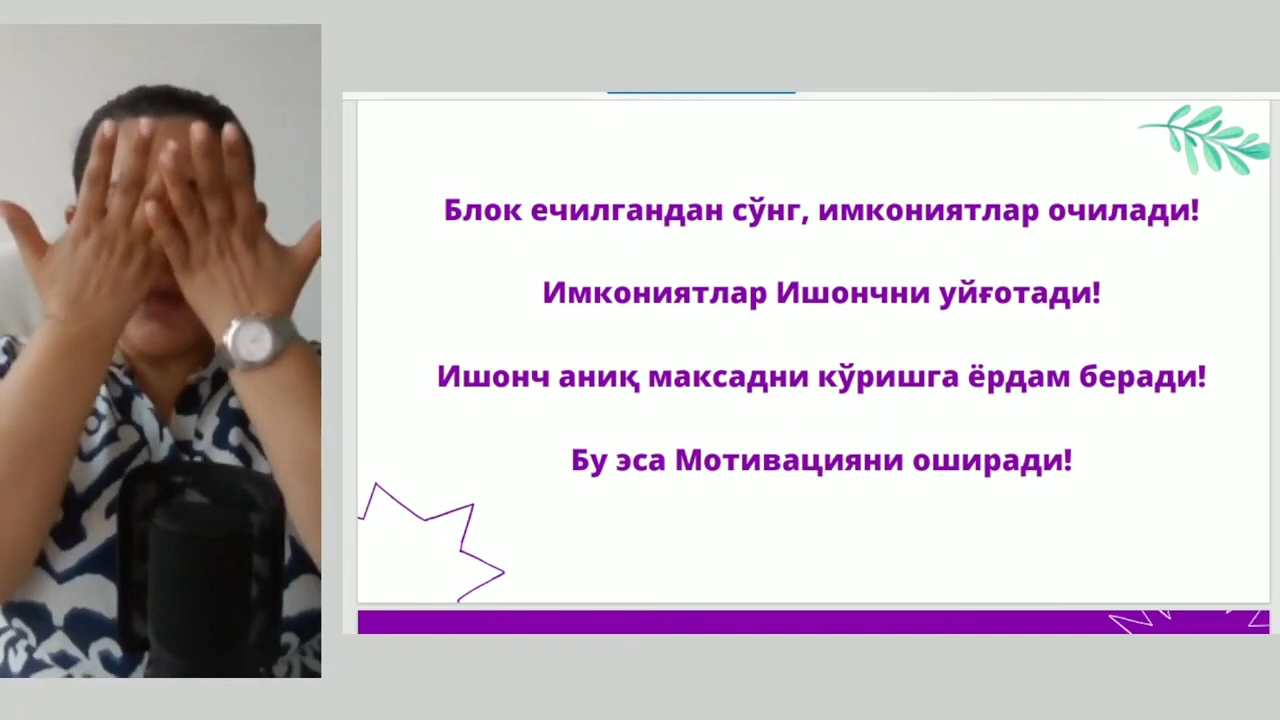 Блок ечилгандан сўнг, имкониятлар очилади!
Имкониятлар Ишончни уйғотади!
Ишонч аниқ максадни кўришга ёрдам беради!
Бу эса Мотивацияни оширади!